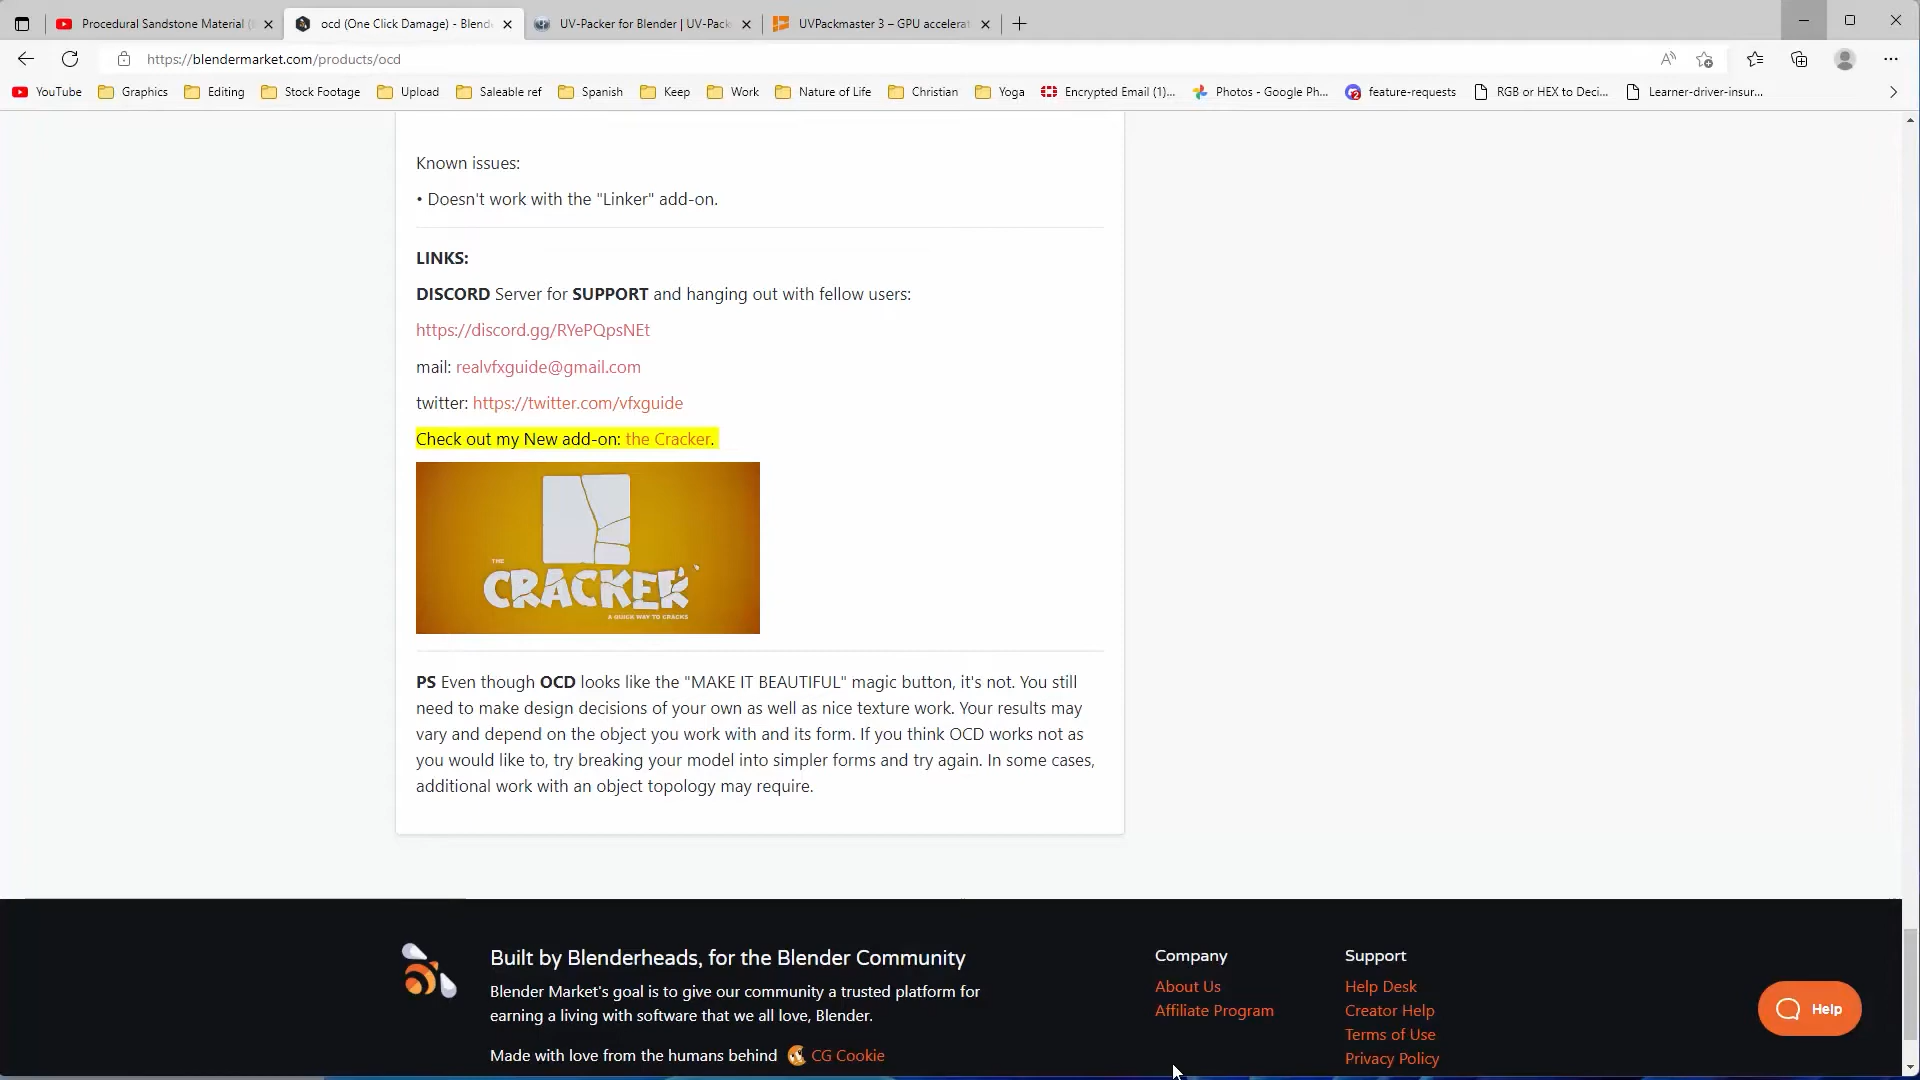 Procedural Sandstone Material (
ocd (One Click Damage) - Blend
UV-Packer for Blender | UV-Pack
UVPackmaster 3 – GPU accelerat
https://blendermarket.com/products/ocd
YouTube
Graphics
Editing
Stock Footage
Upload
Saleable ref
Spanish
Keep
Work
Nature of Life
Christian
Yoga
Encrypted Email (1)...
Photos - Google Ph...
feature-requests
RGB or HEX to Deci...
Learner-driver-insur...
Known issues:
• Doesn't work with the "Linker" add-on.
LINKS:
DISCORD Server for SUPPORT and hanging out with fellow users:
https://discord.gg/RYePQpsNEt
mail: realvfxguide@gmail.com
twitter: https://twitter.com/vfxguide
Check out my New add-on: the Cracker.
THE
CRACKER
A QUICK WAY TO CRACKS
PS Even though OCD looks like the "MAKE IT BEAUTIFUL" magic button, it's not. You still
need to make design decisions of your own as well as nice texture work. Your results may
vary and depend on the object you work with and its form. If you think OCD works not as
you would like to, try breaking your model into simpler forms and try again. In some cases,
additional work with an object topology may require.
Built by Blenderheads, for the Blender Community
Blender Market's goal is to give our community a trusted platform for
earning a living with software that we all love, Blender.
Made with love from the humans behind CG Cookie
Company
About Us
Affiliate Program
Support
Help Desk
Creator Help
Terms of Use
Privacy Policy
Help